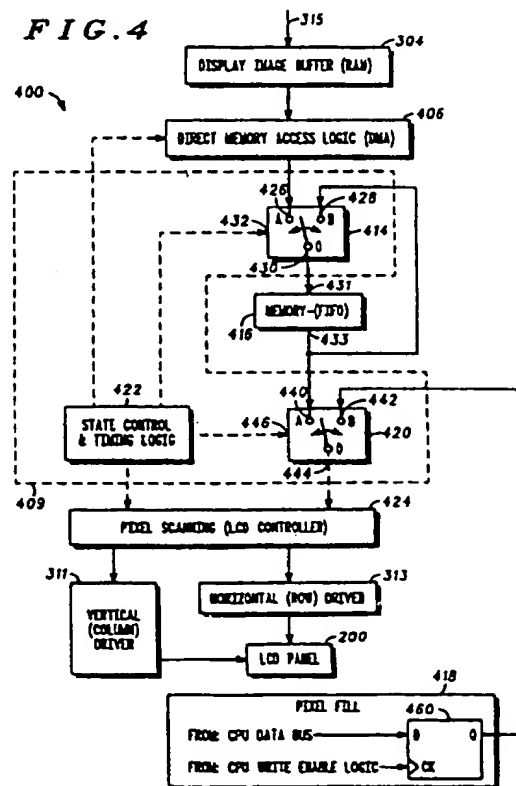 FIG.4
315
304
DISPLAY IMAGE BUFFER (RAM)
400
406
DIRECT MEMORY ACCESS LOGIC (DMA)
426
428
432
A
B
414
O
430
431
MEMORY-(FIFO)
416
433
422
440
442
STATE CONTROL
& TIMING LOGIC
446
A
B
420
O
444
409
424
PIXEL SCANNING (LCD CONTROLLER)
311
313
VERTICAL
(COLUMN)
DRIVER
HORIZONTAL (ROW) DRIVER
200
LCD PANEL
418
PIXEL FILL
460
FROM: CPU DATA BUS
D
Q
FROM: CPU WRITE ENABLE LOGIC
CK